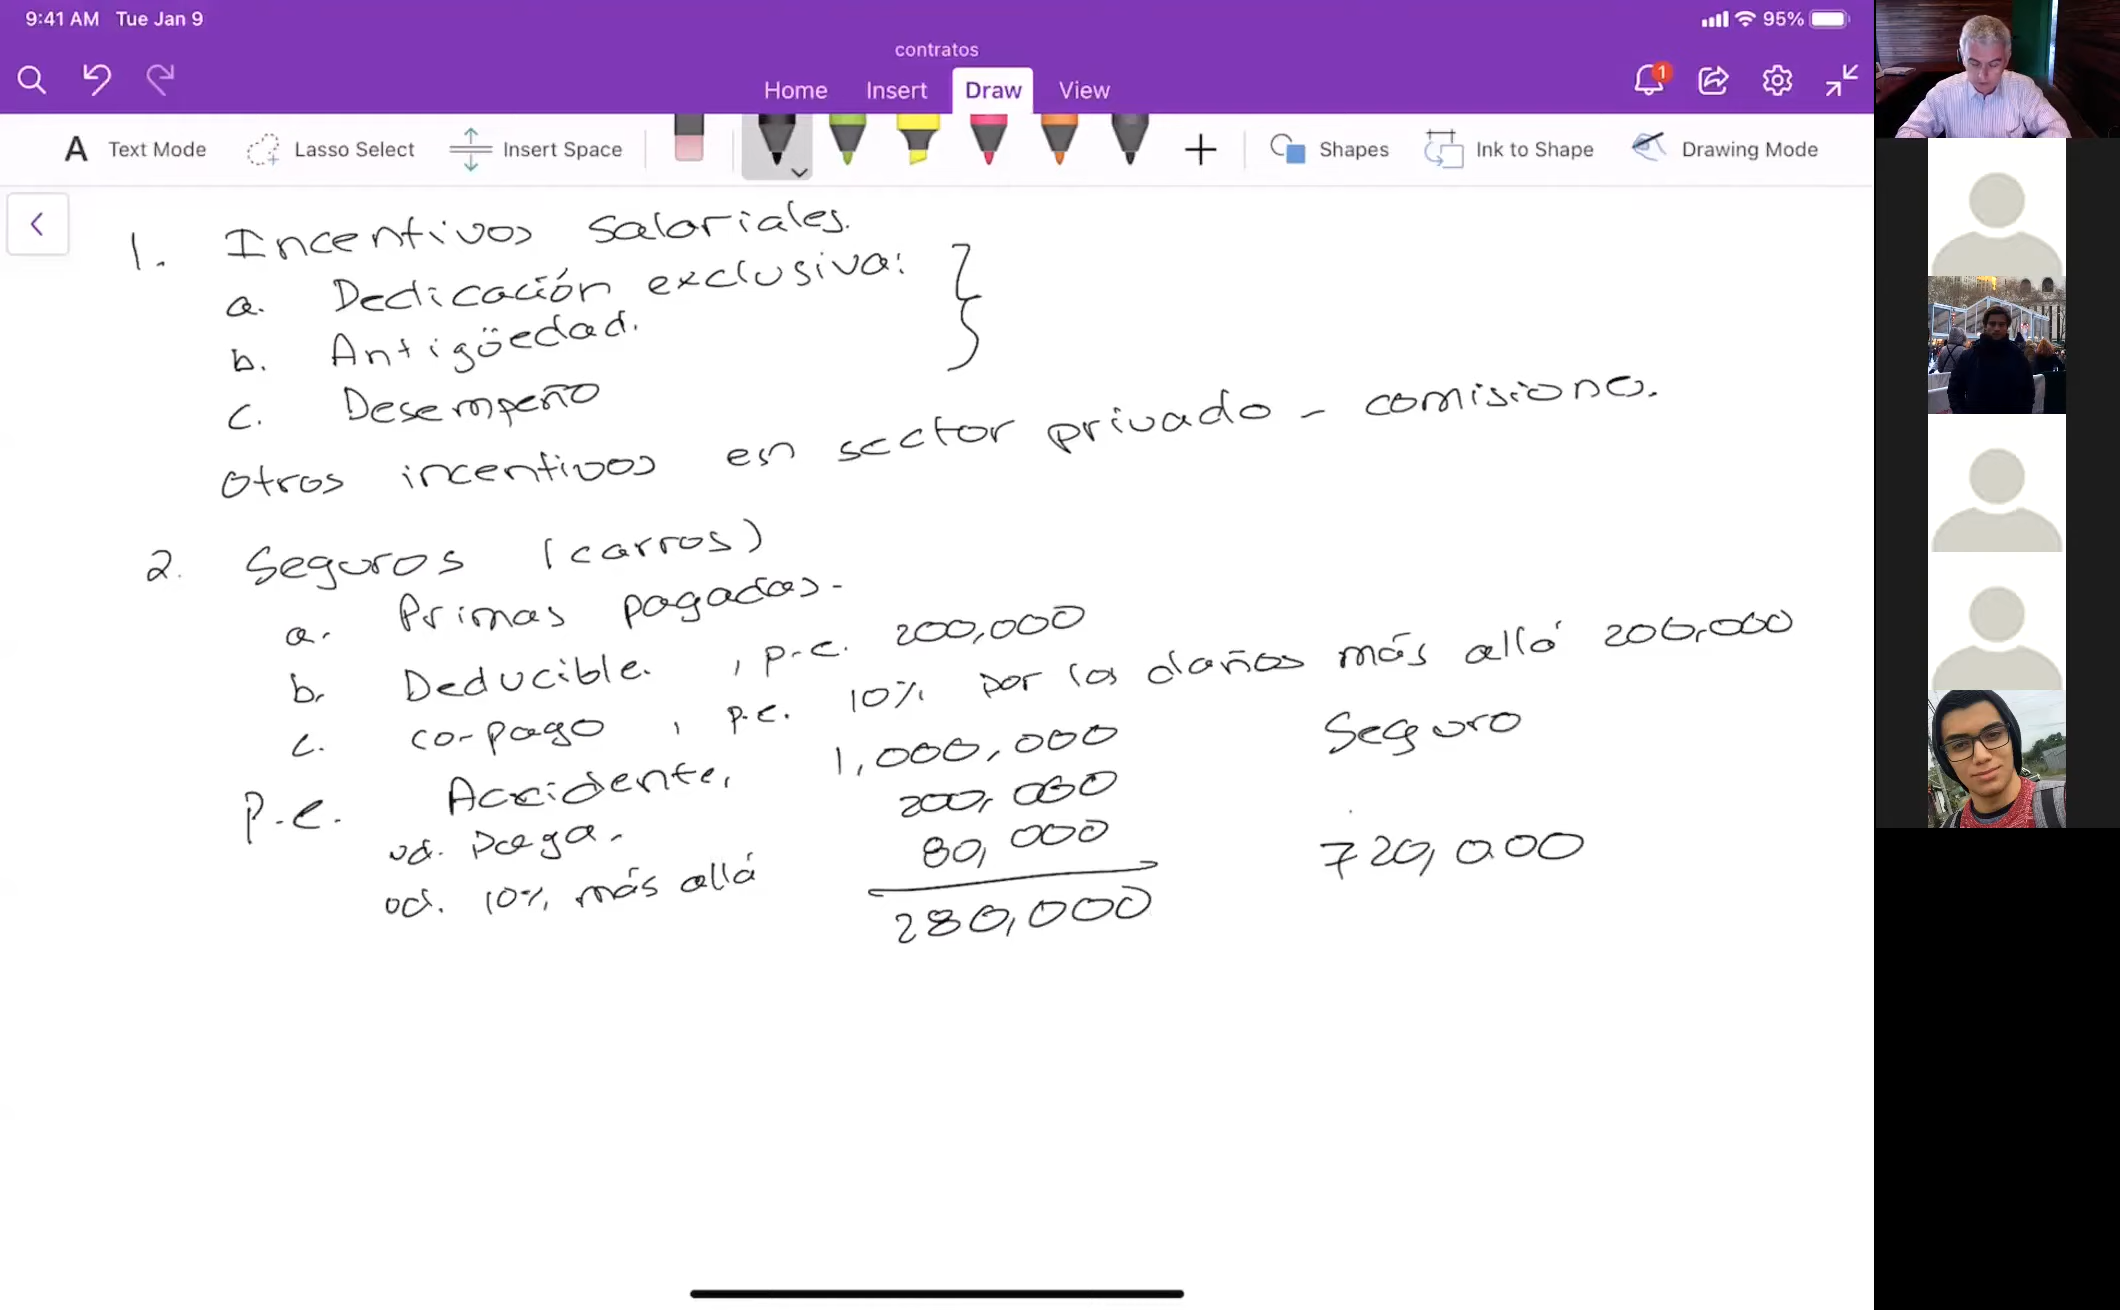 9:41 AM Tue Jan 9
95%
contratos
1
Home Insert Draw View
A Text Mode Lasso Select Insert Space Shapes Ink to Shape Drawing Mode
1. Incentivos salariales.
a. Dedicación exclusiva:
b. Antigüedad.
c. Desempeño
Otros incentivos en sector privado - comisiones.
2. Seguros (carros)
a. Primas pagadas.
b. Deducible. , p.e. 200,000
c. co-pago , p.e. 10% por los daños más allá 200,000
P.e. Accidente, 1,000,000 Seguro
ud. Paga. 200,000
ud. 10% más allá 80,000 720,000
280,000